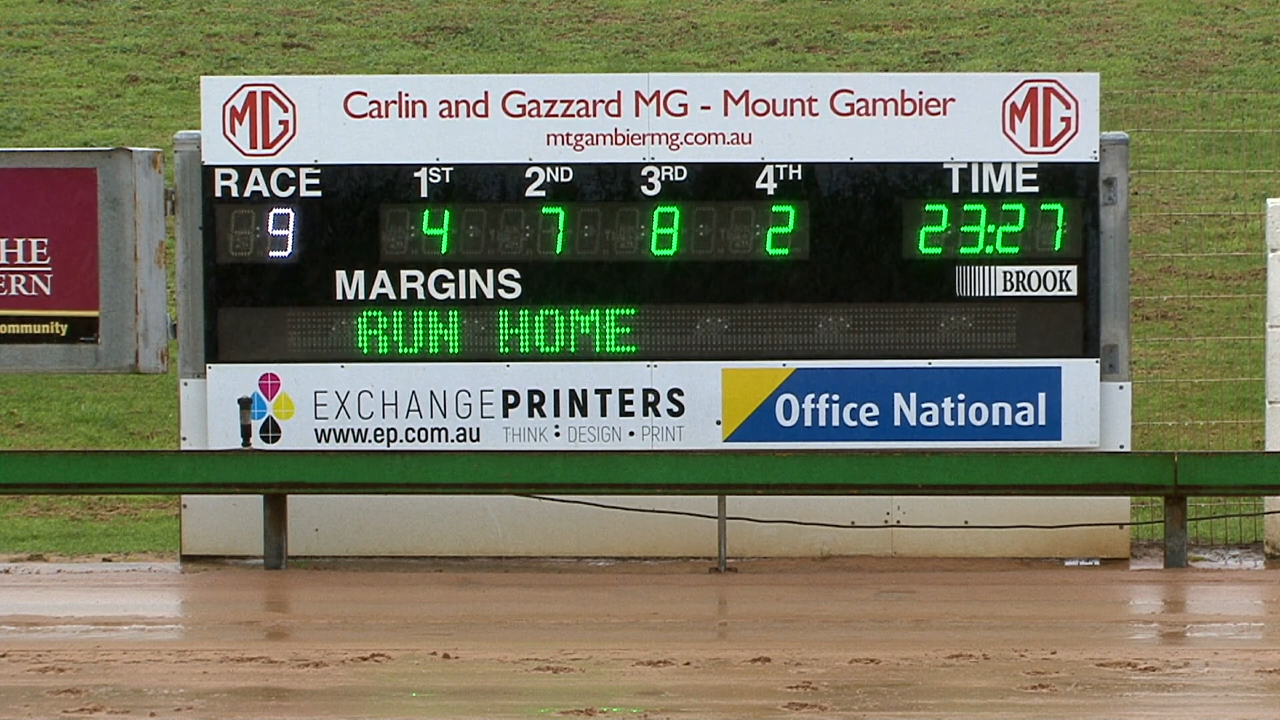 MG Carlin and Gazzard MG - Mount Gambier MG
mtgambiermg.com.au
RACE 1ST 2ND 3RD 4TH TIME
9 4 7 8 2 23:27
MARGINS
BROOK
RUN HOME
HE
ERN
ommunity
EXCHANGEPRINTERS
www.ep.com.au THINK • DESIGN • PRINT
Office National